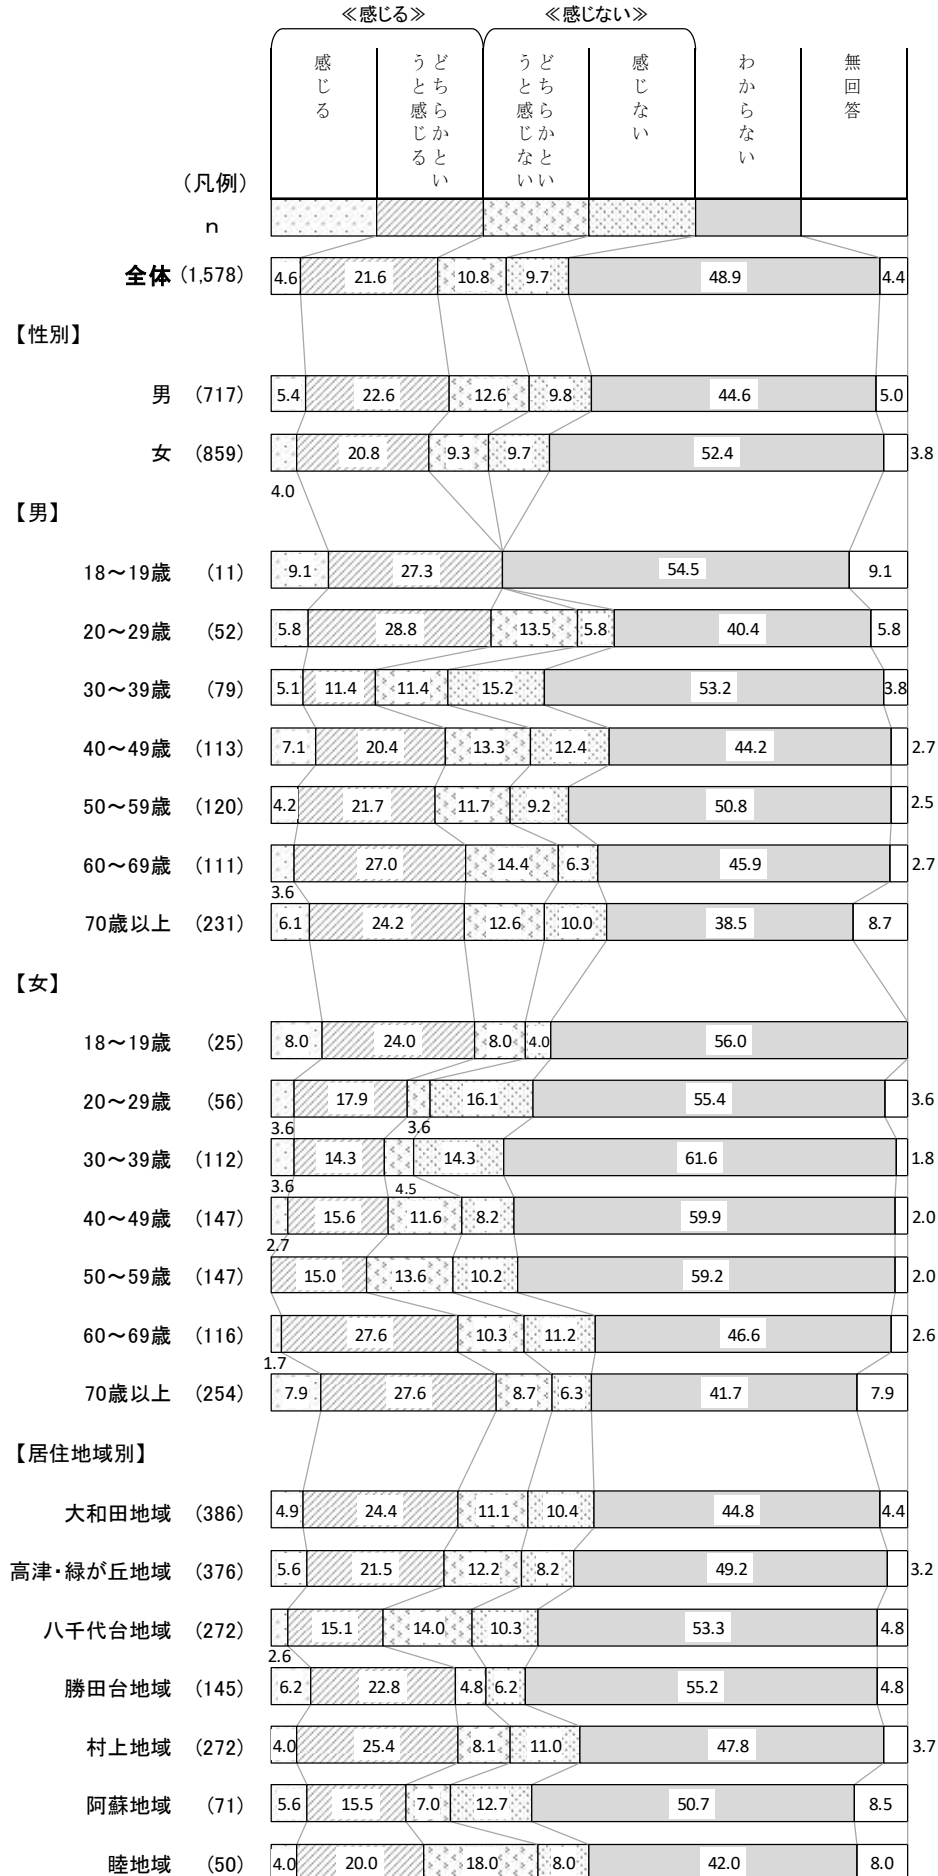 ≪感じる≫ ≪感じない≫
感じる
どちらかというと感じる
どちらかというと感じない
感じない
わからない
無回答
(凡例)
n
全体 (1,578) 4.6 21.6 10.8 9.7 48.9 4.4
【性別】
男 (717) 5.4 22.6 12.6 9.8 44.6 5.0
女 (859) 4.0 20.8 9.3 9.7 52.4 3.8
【男】
18～19歳 (11) 9.1 27.3 54.5 9.1
20～29歳 (52) 5.8 28.8 13.5 5.8 40.4 5.8
30～39歳 (79) 5.1 11.4 11.4 15.2 53.2 3.8
40～49歳 (113) 7.1 20.4 13.3 12.4 44.2 2.7
50～59歳 (120) 4.2 21.7 11.7 9.2 50.8 2.5
60～69歳 (111) 3.6 27.0 14.4 6.3 45.9 2.7
70歳以上 (231) 6.1 24.2 12.6 10.0 38.5 8.7
【女】
18～19歳 (25) 8.0 24.0 8.0 4.0 56.0
20～29歳 (56) 3.6 17.9 3.6 16.1 55.4 3.6
30～39歳 (112) 3.6 14.3 4.5 14.3 61.6 1.8
40～49歳 (147) 2.7 15.6 11.6 8.2 59.9 2.0
50～59歳 (147) 15.0 13.6 10.2 59.2 2.0
60～69歳 (116) 1.7 27.6 10.3 11.2 46.6 2.6
70歳以上 (254) 7.9 27.6 8.7 6.3 41.7 7.9
【居住地域別】
大和田地域 (386) 4.9 24.4 11.1 10.4 44.8 4.4
高津・緑が丘地域 (376) 5.6 21.5 12.2 8.2 49.2 3.2
八千代台地域 (272) 2.6 15.1 14.0 10.3 53.3 4.8
勝田台地域 (145) 6.2 22.8 4.8 6.2 55.2 4.8
村上地域 (272) 4.0 25.4 8.1 11.0 47.8 3.7
阿蘇地域 (71) 5.6 15.5 7.0 12.7 50.7 8.5
睦地域 (50) 4.0 20.0 18.0 8.0 42.0 8.0